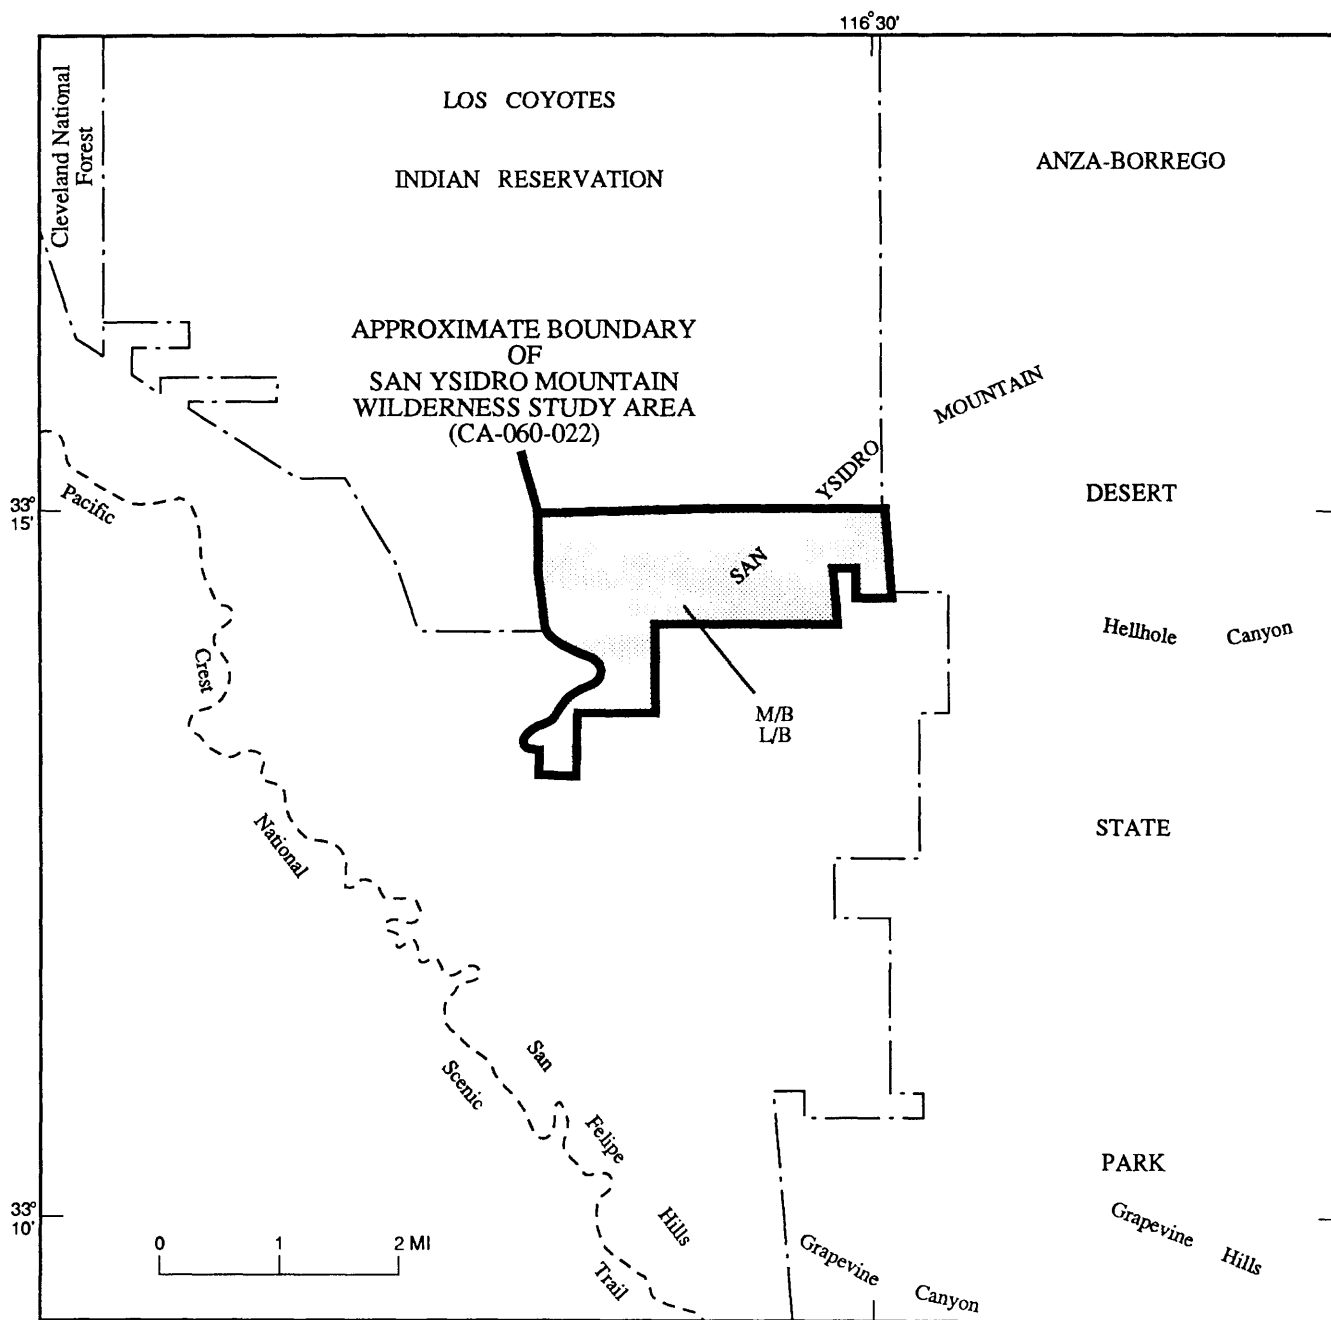 116°30'
Cleveland National
Forest
LOS COYOTES
INDIAN RESERVATION
ANZA-BORREGO
APPROXIMATE BOUNDARY
OF
SAN YSIDRO MOUNTAIN
WILDERNESS STUDY AREA
(CA-060-022)
MOUNTAIN
YSIDRO
SAN
DESERT
33°
15'
Pacific
Crest
National
Scenic
Trail
Hellhole Canyon
M/B
L/B
STATE
San
Felipe
Hills
PARK
33°
10'
0 1 2 MI
Grapevine Canyon
Grapevine Hills